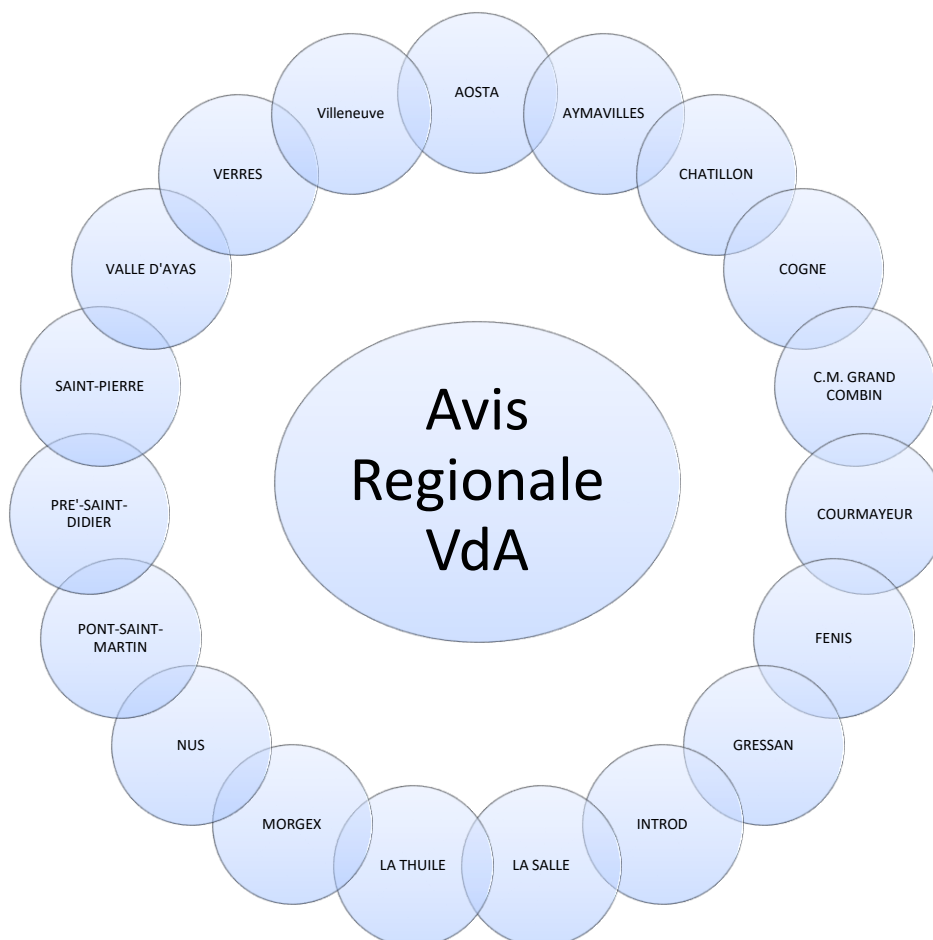 AOSTA
AYMAVILLES
CHATILLON
COGNE
C.M. GRAND
COMBIN
COURMAYEUR
FENIS
GRESSAN
INTROD
LA SALLE
LA THUILE
MORGEX
NUS
PONT-SAINT-
MARTIN
PRE'-SAINT-
DIDIER
SAINT-PIERRE
VALLE D'AYAS
VERRES
Villeneuve
Avis
Regionale
VdA